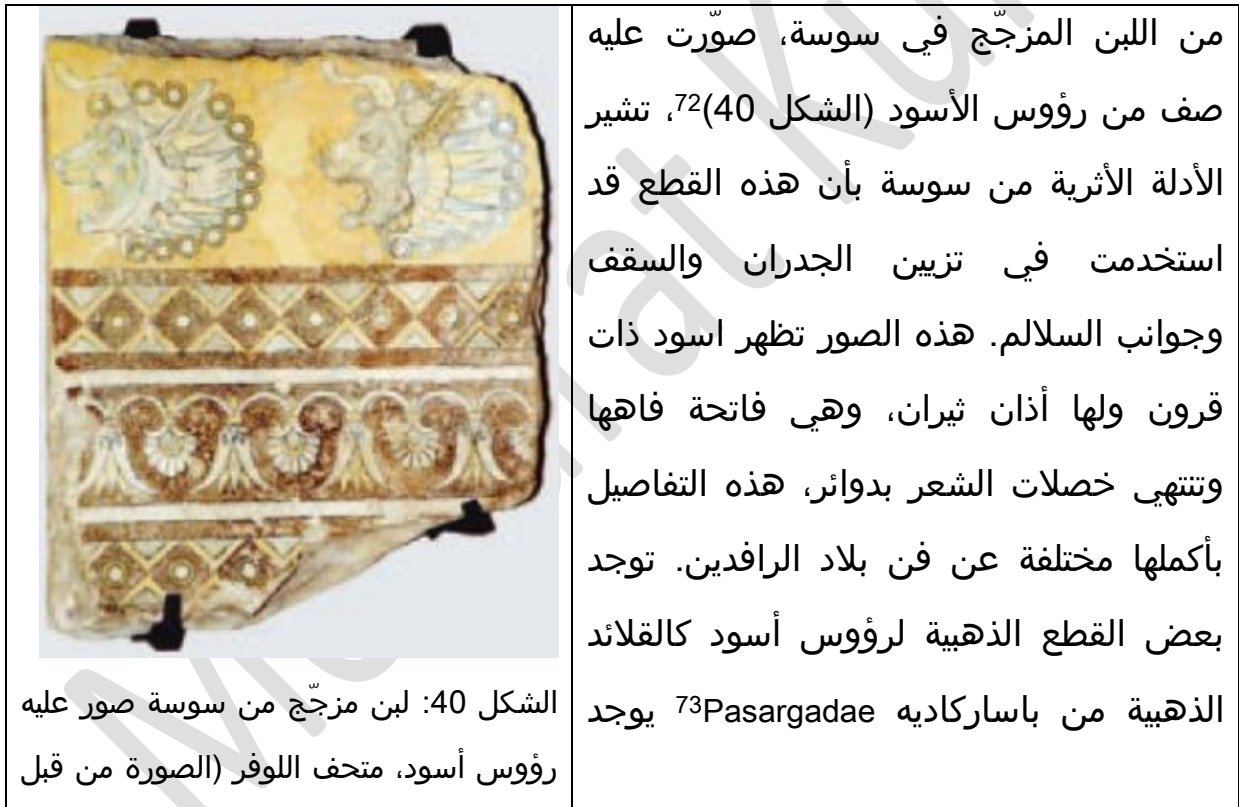 من اللبن المزجّج في سوسة، صوّرت عليه
صف من رؤوس الأسود (الشكل 40)72، تشير
الأدلة الأثرية من سوسة بأن هذه القطع قد
استخدمت في تزيين الجدران والسقف
وجوانب السلالم. هذه الصور تظهر اسود ذات
قرون ولها أذان ثيران، وهي فاتحة فاهها
وتنتهي خصلات الشعر بدوائر، هذه التفاصيل
بأكملها مختلفة عن فن بلاد الرافدين. توجد
بعض القطع الذهبية لرؤوس أسود كالقلائد
الذهبية من باساركاديه Pasargadae73 يوجد
الشكل 40: لبن مزجّج من سوسة صور عليه
رؤوس أسود، متحف اللوفر (الصورة من قبل